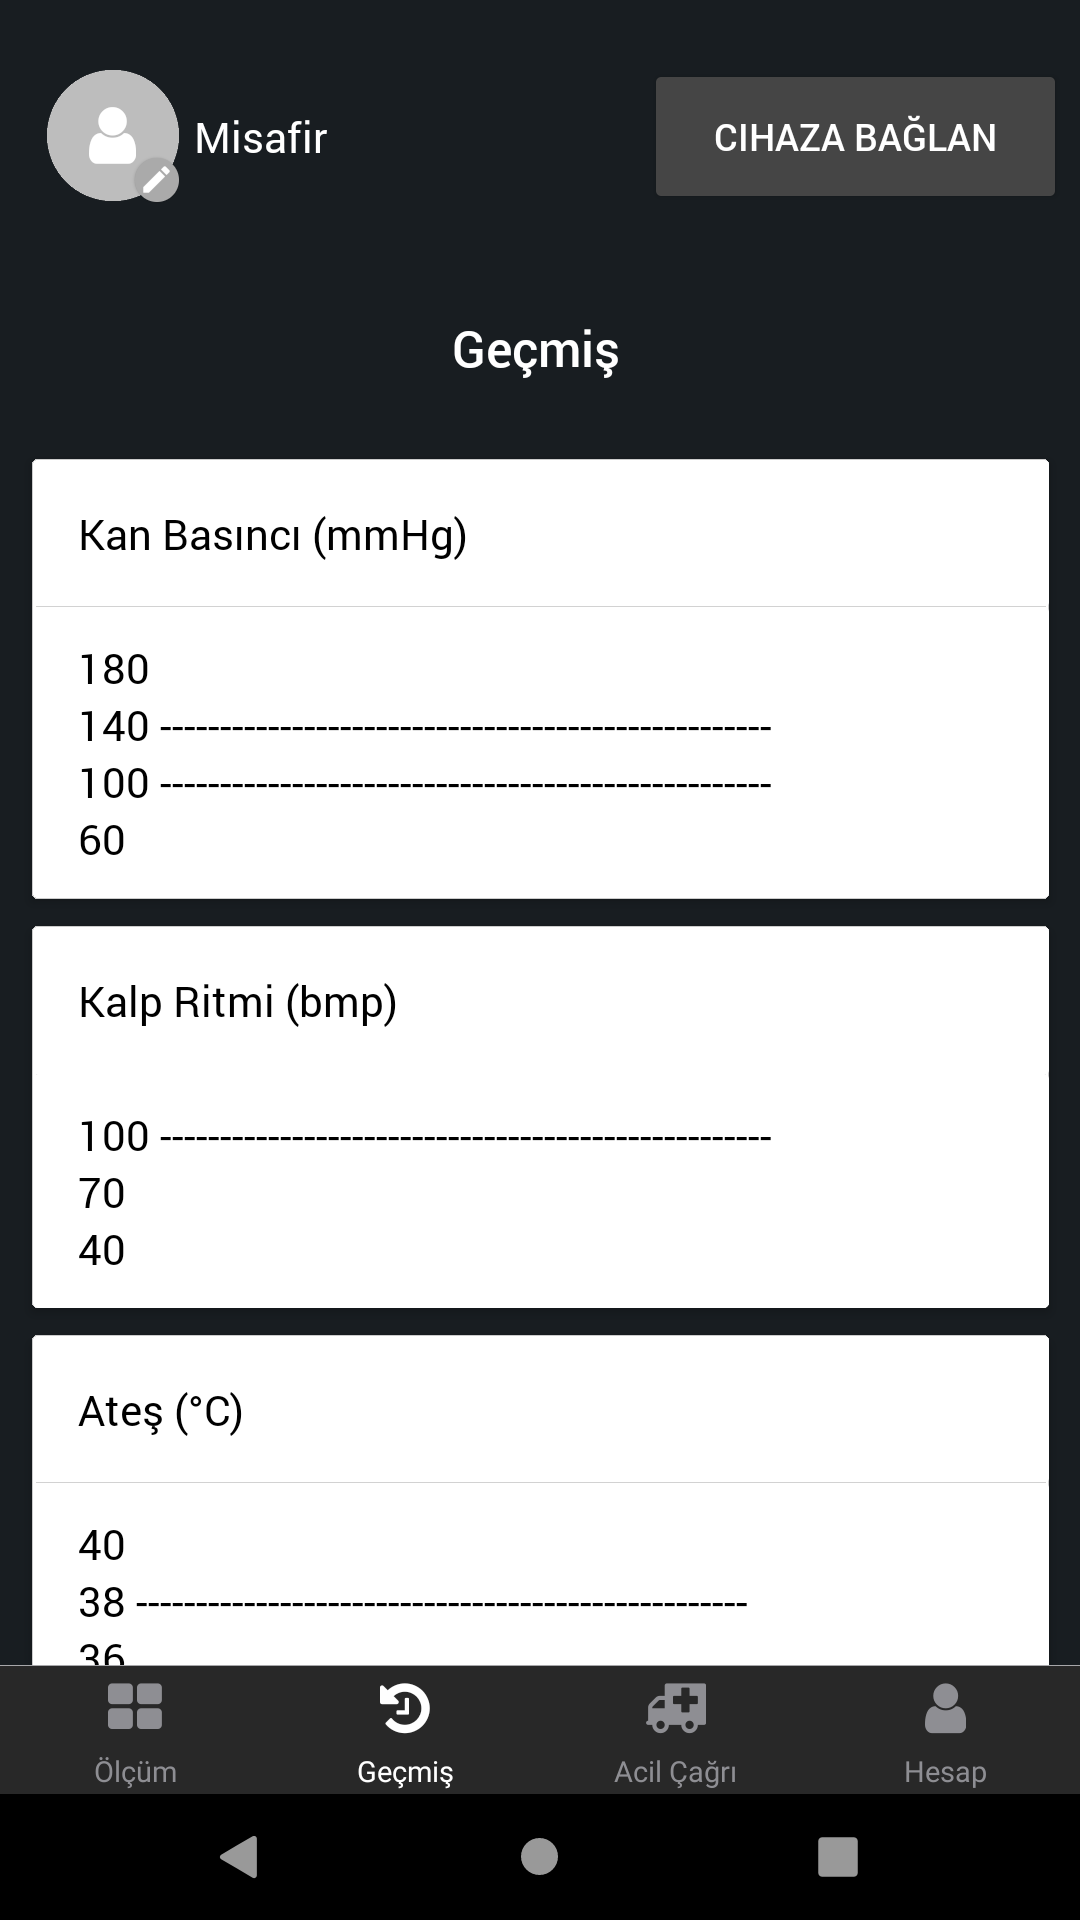 Misafir
CIHAZA BAĞLAN
Geçmiş
Kan Basıncı (mmHg)
180
140 ---------------------------------------------------
100 ---------------------------------------------------
60
Kalp Ritmi (bmp)
100 ---------------------------------------------------
70
40
Ateş (°C)
40
38 ---------------------------------------------------
36
Ölçüm
Geçmiş
Acil Çağrı
Hesap